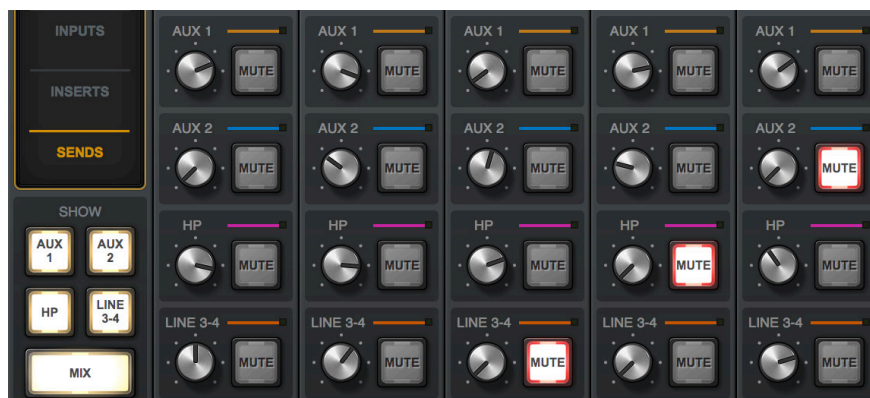 INPUTS
INSERTS
SENDS
SHOW
AUX 1
AUX 2
HP
LINE 3-4
MIX
AUX 1 AUX 1 AUX 1 AUX 1 AUX 1
MUTE MUTE MUTE MUTE MUTE
AUX 2 AUX 2 AUX 2 AUX 2 AUX 2
MUTE MUTE MUTE MUTE MUTE
HP HP HP HP HP
MUTE MUTE MUTE MUTE MUTE
LINE 3-4 LINE 3-4 LINE 3-4 LINE 3-4 LINE 3-4
MUTE MUTE MUTE MUTE MUTE